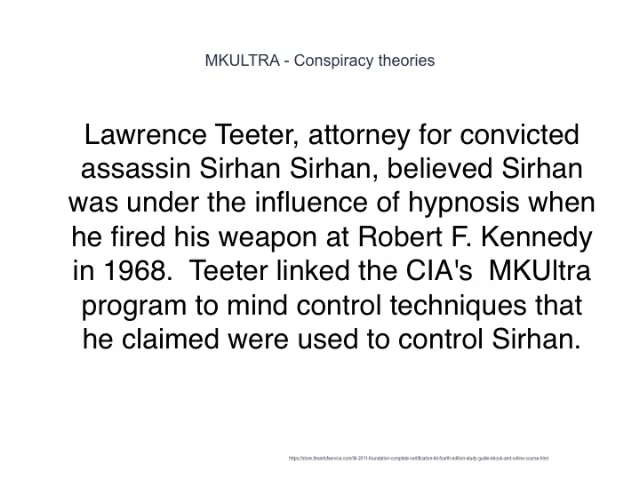 MKULTRA - Conspiracy theories
Lawrence Teeter, attorney for convicted
assassin Sirhan Sirhan, believed Sirhan
was under the influence of hypnosis when
he fired his weapon at Robert F. Kennedy
in 1968.  Teeter linked the CIA's  MKUltra
program to mind control techniques that
he claimed were used to control Sirhan.